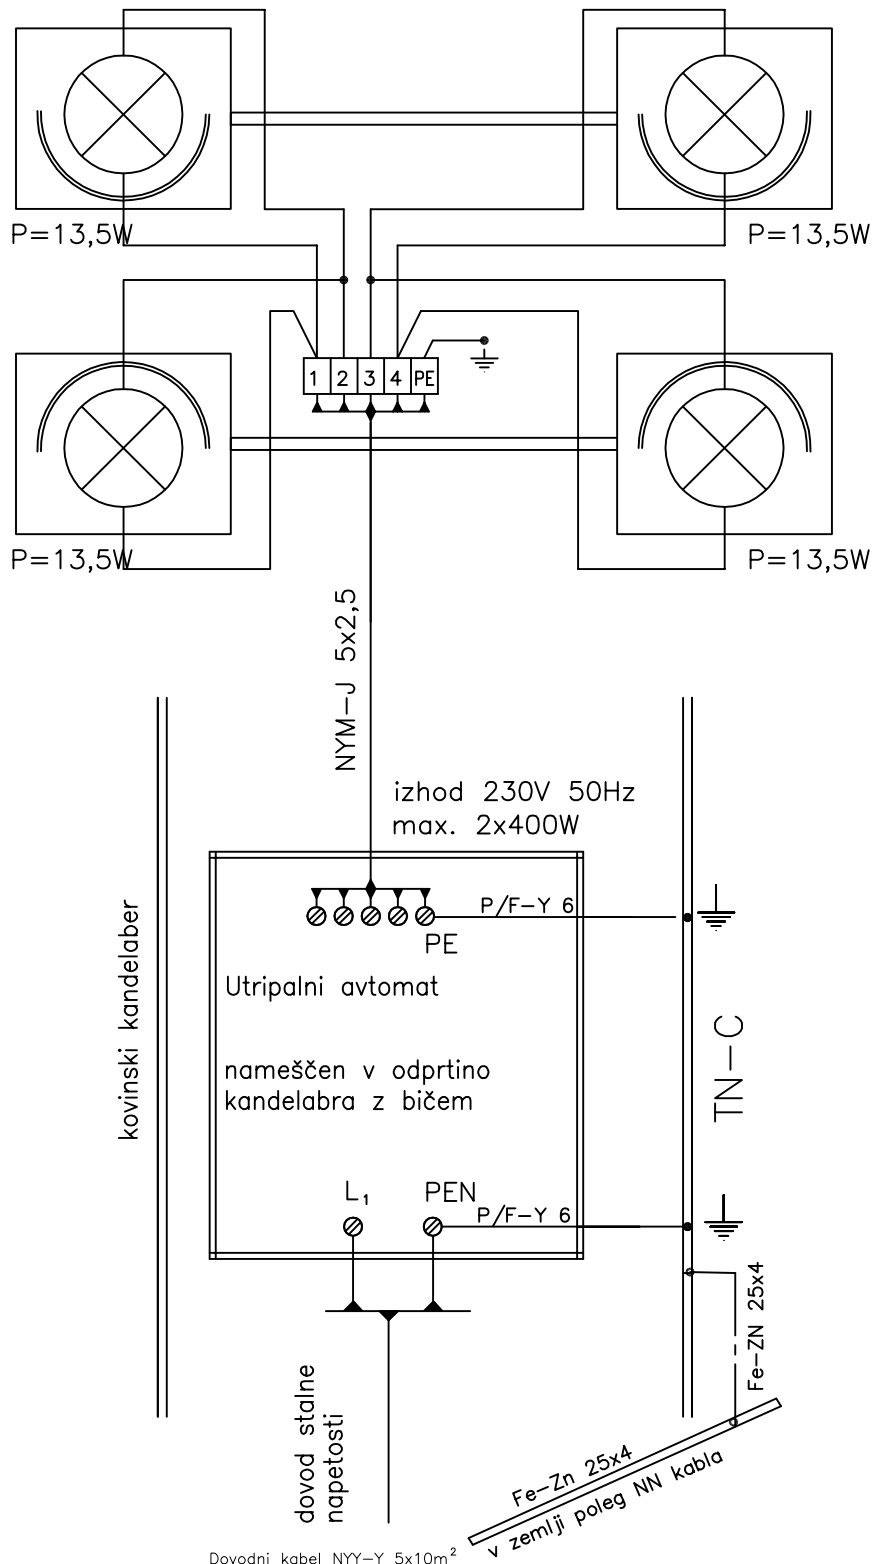 P=13,5W
P=13,5W
1 2 3 4 PE
P=13,5W
P=13,5W
NYM-J 5x2,5
izhod 230V 50Hz
max. 2x400W
P/F-Y 6
PE
kovinski kandelaber
Utripalni avtomat
TN-C
nameščen v odprtino
kandelabra z bičem
L₁
PEN
P/F-Y 6
Fe-ZN 25x4
dovod stalne
napetosti
Fe-Zn 25x4
v zemlji poleg NN kabla
Dovodni kabel NYY-Y 5x10m²